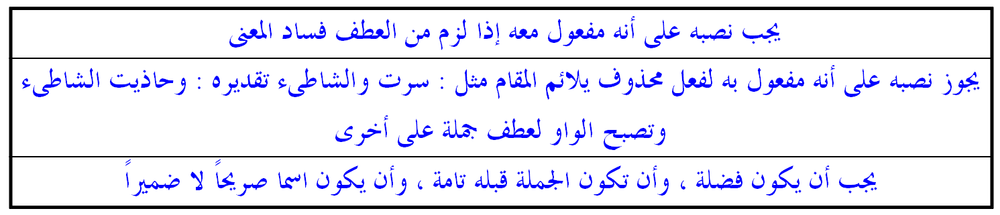 يجب نصبه على أنه مفعول معه إذا لزم من العطف فساد المعنى
يجوز نصبه على أنه مفعول به لفعل محذوف يلائم المقام مثل : سرت والشاطىء تقديره : وحاذيت الشاطىء
وتصبح الواو لعطف جملة على أخرى
يجب أن يكون فضلة ، وأن تكون الجملة قبله تامة ، وأن يكون اسما صريحاً لا ضميراً